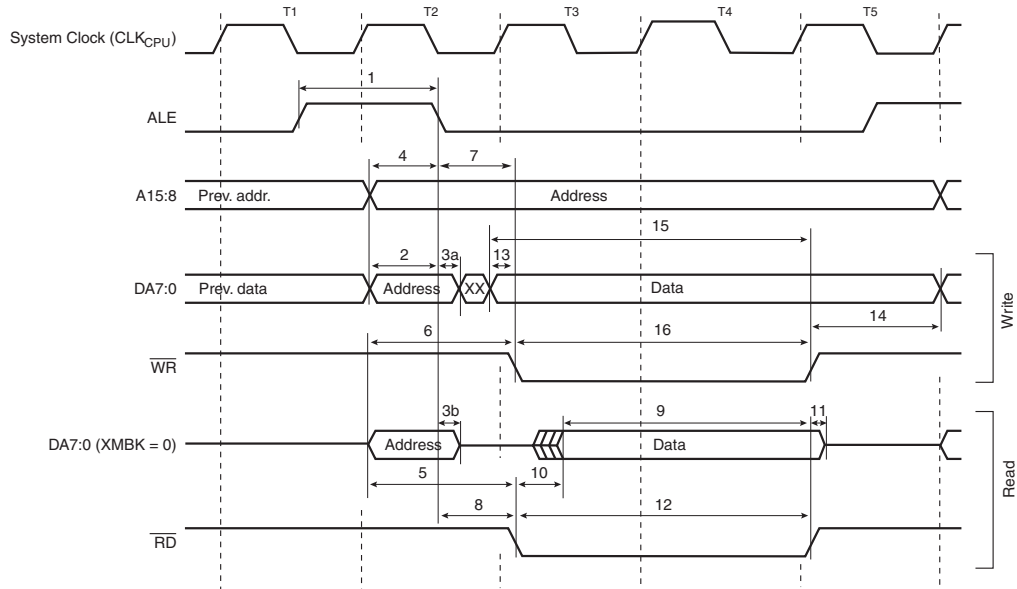 T1 T2 T3 T4 T5
System Clock (CLKCPU)
1
ALE
4 7
A15:8 Prev. addr. Address
15
2 3a 13
DA7:0 Prev. data Address XX Data
14
6 16
WR
Write
3b 9 11
DA7:0 (XMBK = 0) Address Data
5 10
8 12
RD
Read